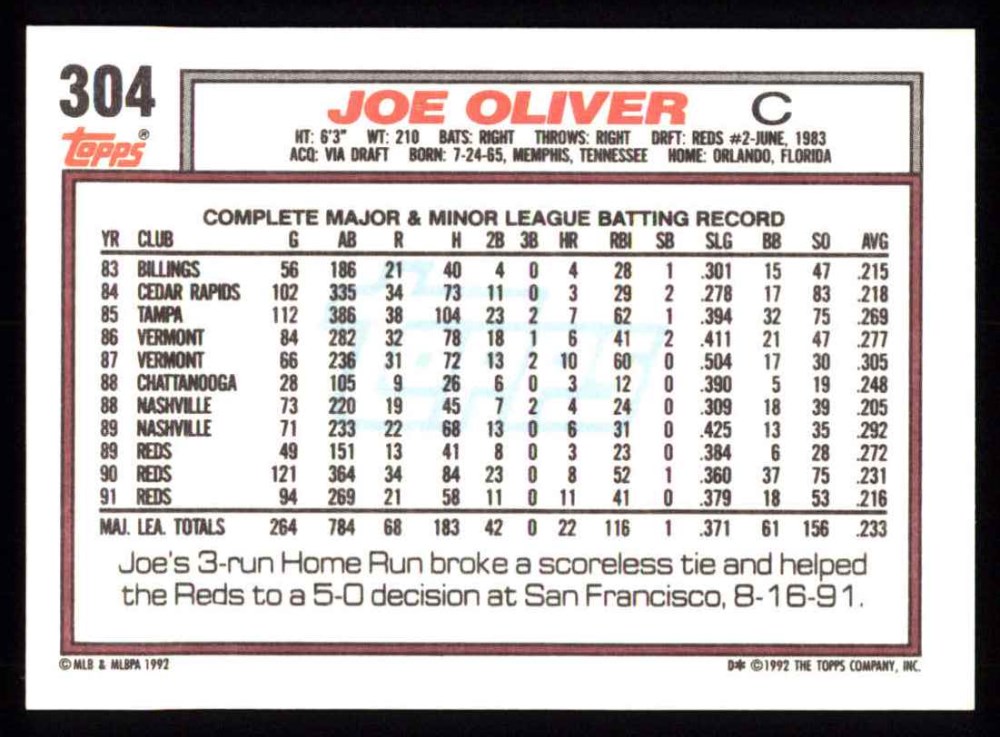 304
JOE OLIVER C
Topps®
HT: 6'3" WT: 210 BATS: RIGHT THROWS: RIGHT DRFT: REDS #2-JUNE, 1983
ACQ: VIA DRAFT BORN: 7-24-65, MEMPHIS, TENNESSEE HOME: ORLANDO, FLORIDA
COMPLETE MAJOR & MINOR LEAGUE BATTING RECORD
YR CLUB G AB R H 2B 3B HR RBI SB SLG BB SO AVG
83 BILLINGS 56 186 21 40 4 0 4 28 1 .301 15 47 .215
84 CEDAR RAPIDS 102 335 34 73 11 0 3 29 2 .278 17 83 .218
85 TAMPA 112 386 38 104 23 2 7 62 1 .394 32 75 .269
86 VERMONT 84 282 32 78 18 1 6 41 2 .411 21 47 .277
87 VERMONT 66 236 31 72 13 2 10 60 0 .504 17 30 .305
88 CHATTANOOGA 28 105 9 26 6 0 3 12 0 .390 5 19 .248
88 NASHVILLE 73 220 19 45 7 2 4 24 0 .309 18 39 .205
89 NASHVILLE 71 233 22 68 13 0 6 31 0 .425 13 35 .292
89 REDS 49 151 13 41 8 0 3 23 0 .384 6 28 .272
90 REDS 121 364 34 84 23 0 8 52 1 .360 37 75 .231
91 REDS 94 269 21 58 11 0 11 41 0 .379 18 53 .216
MAJ. LEA. TOTALS 264 784 68 183 42 0 22 116 1 .371 61 156 .233
Topps
Joe's 3-run Home Run broke a scoreless tie and helped
the Reds to a 5-0 decision at San Francisco, 8-16-91.
© MLB & MLBPA 1992
D* © 1992 THE TOPPS COMPANY, INC.